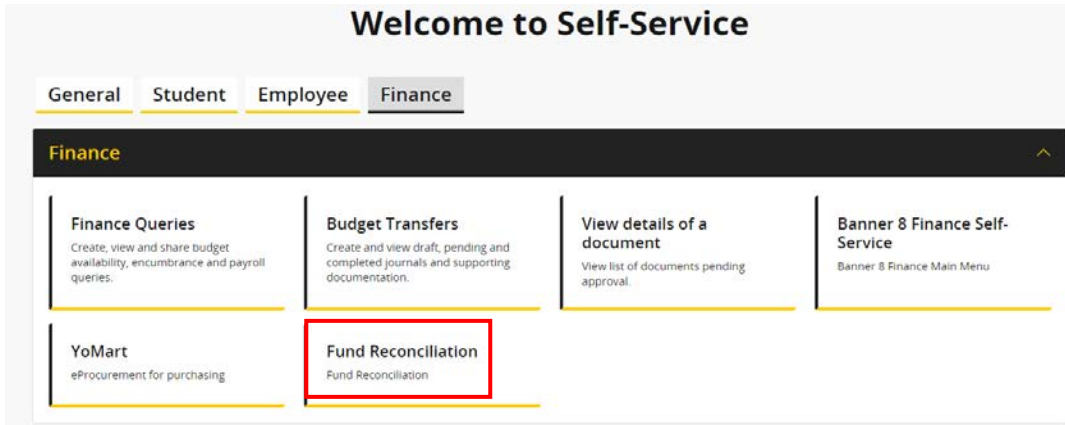 Welcome to Self-Service
General Student Employee Finance
Finance
Finance Queries
Create, view and share budget
availability, encumbrance and payroll
queries.
Budget Transfers
Create and view draft, pending and
completed journals and supporting
documentation.
View details of a
document
View list of documents pending
approval.
Banner 8 Finance Self-
Service
Banner 8 Finance Main Menu
YoMart
eProcurement for purchasing
Fund Reconciliation
Fund Reconciliation